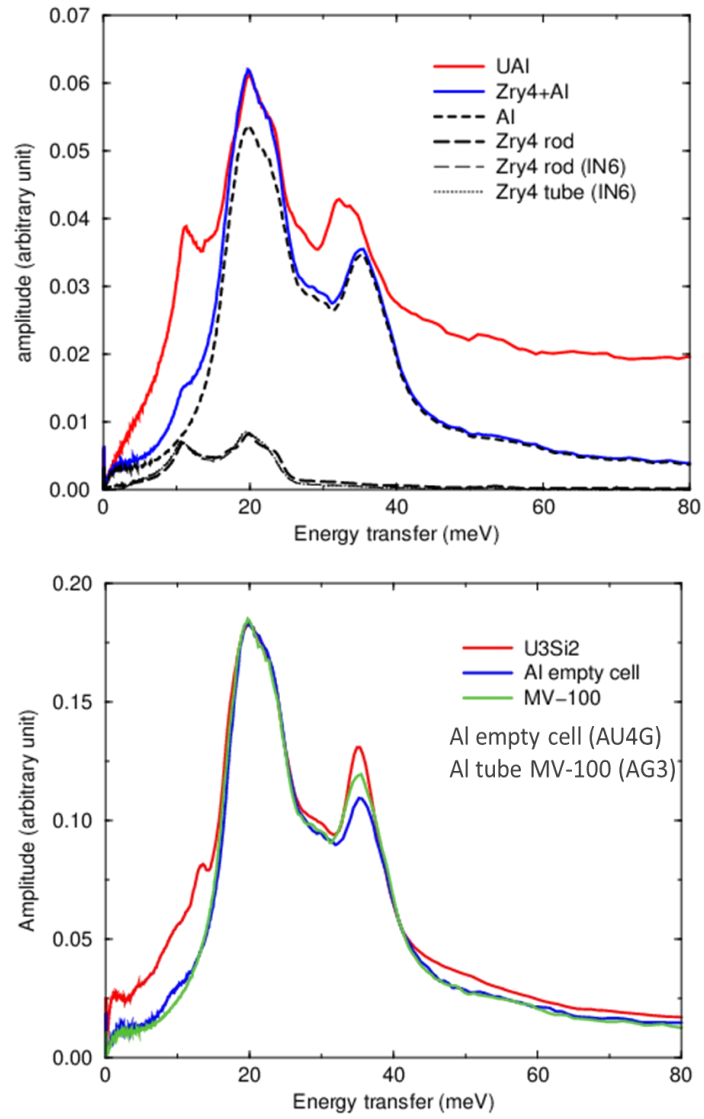 0.07
0.06
0.05
0.04
0.03
0.02
0.01
0.00
amplitude (arbitrary unit)
UAl
Zry4+Al
Al
Zry4 rod
Zry4 rod (IN6)
Zry4 tube (IN6)
0 20 40 60 80
Energy transfer (meV)
0.20
0.15
0.10
0.05
0.00
Amplitude (arbitrary unit)
U3Si2
Al empty cell
MV−100
Al empty cell (AU4G)
Al tube MV-100 (AG3)
0 20 40 60 80
Energy transfer (meV)